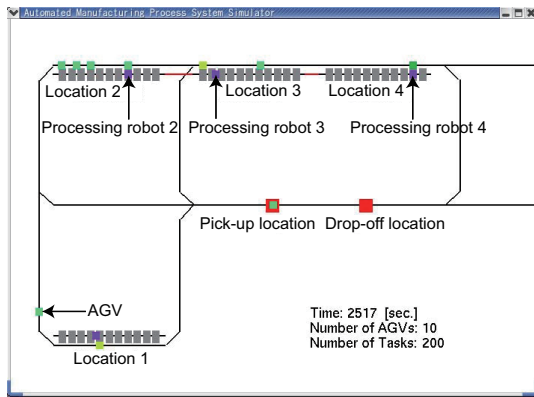 Automated Manufacturing Process System Simulator
Location 2
Location 3
Location 4
Processing robot 2
Processing robot 3
Processing robot 4
Pick-up location
Drop-off location
AGV
Time: 2517 [sec.]
Number of AGVs: 10
Number of Tasks: 200
Location 1